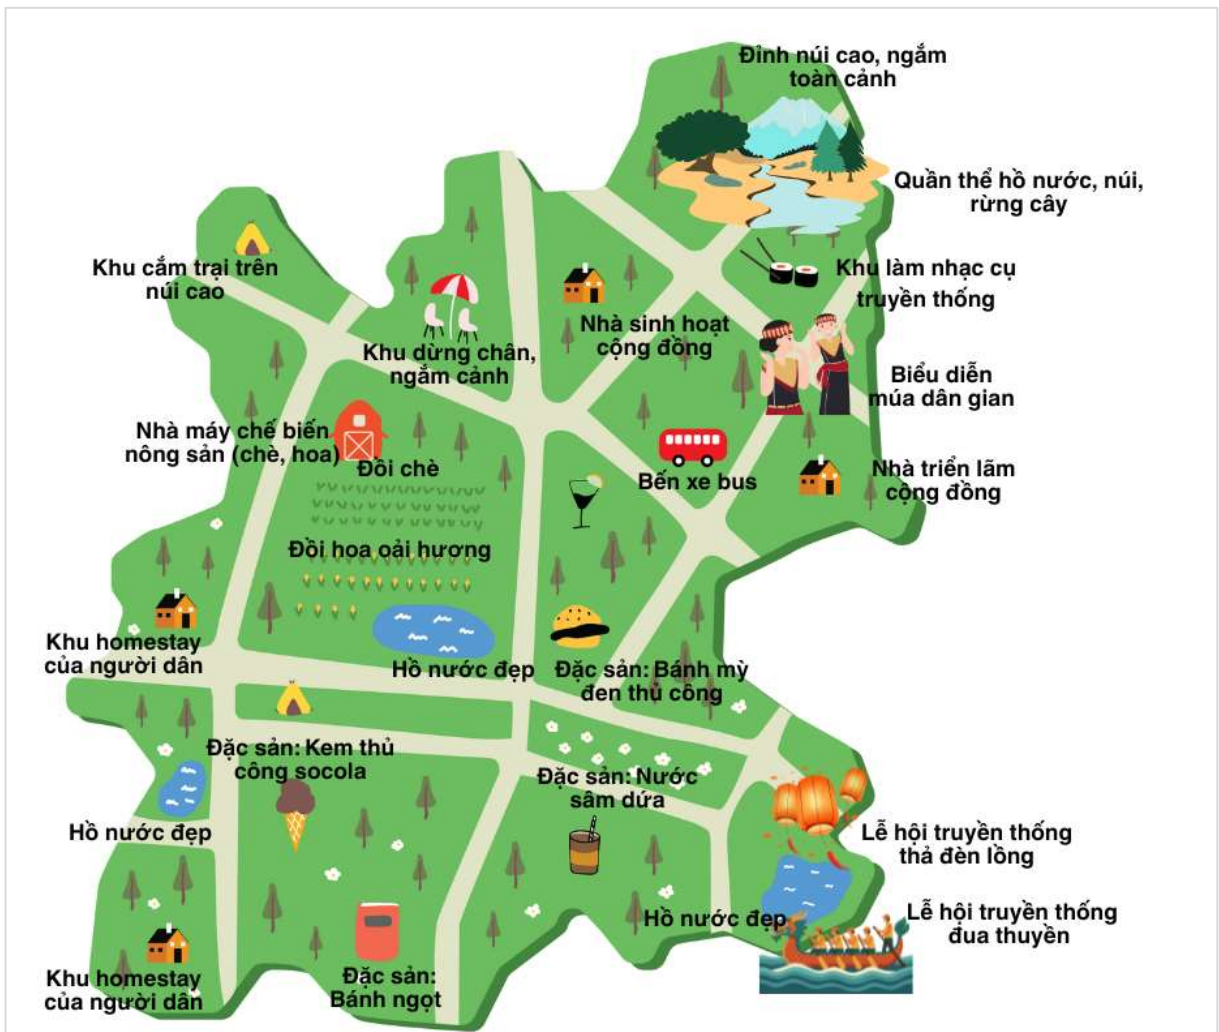 Đỉnh núi cao, ngắm
toàn cảnh
Quần thể hồ nước, núi,
rừng cây
Khu cắm trại trên
núi cao
Khu làm nhạc cụ
truyền thống
Nhà sinh hoạt
cộng đồng
Khu dừng chân,
ngắm cảnh
Biểu diễn
múa dân gian
Nhà máy chế biến
nông sản (chè, hoa)
Đồi chè
Bến xe bus
Nhà triển lãm
cộng đồng
Đồi hoa oải hương
Khu homestay
của người dân
Hồ nước đẹp
Đặc sản: Bánh mỳ
đen thủ công
Đặc sản: Kem thủ
công socola
Đặc sản: Nước
sâm dứa
Hồ nước đẹp
Lễ hội truyền thống
thả đèn lồng
Hồ nước đẹp
Lễ hội truyền thống
đua thuyền
Khu homestay
của người dân
Đặc sản:
Bánh ngọt